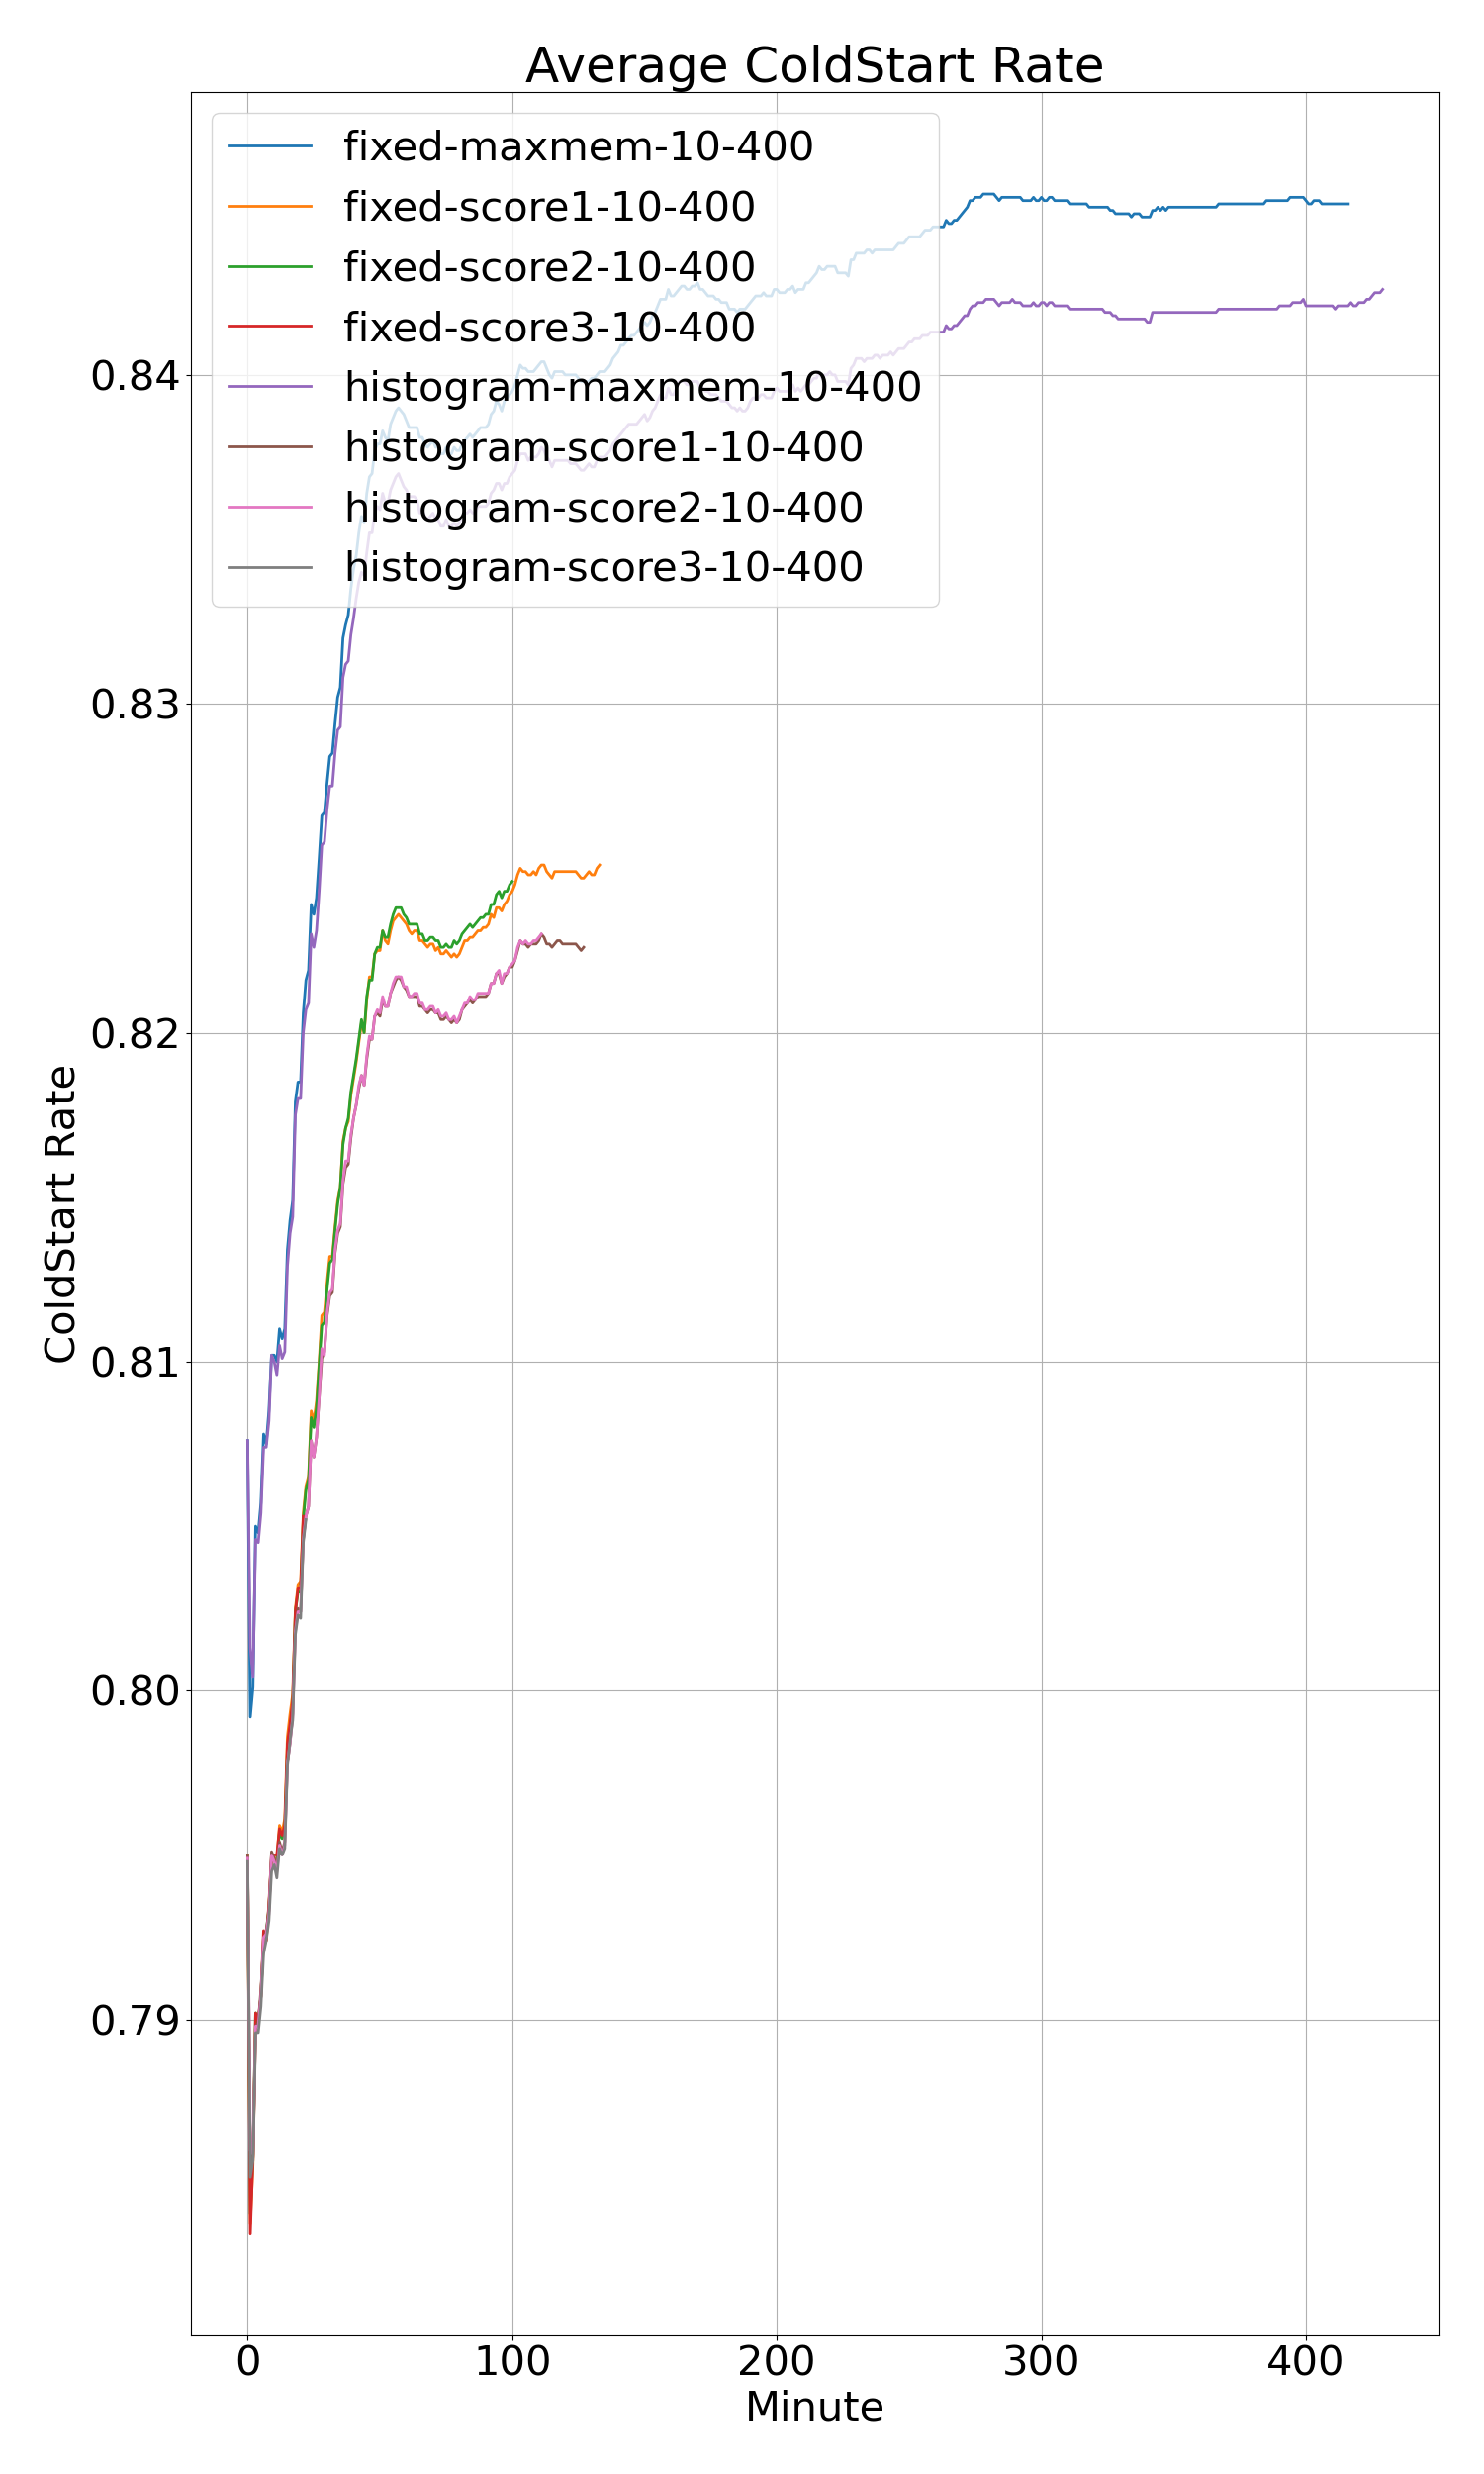 Average ColdStart Rate
fixed-maxmem-10-400
fixed-score1-10-400
fixed-score2-10-400
fixed-score3-10-400
histogram-maxmem-10-400
histogram-score1-10-400
histogram-score2-10-400
histogram-score3-10-400
0.84
0.83
0.82
0.81
0.80
0.79
ColdStart Rate
0 100 200 300 400
Minute